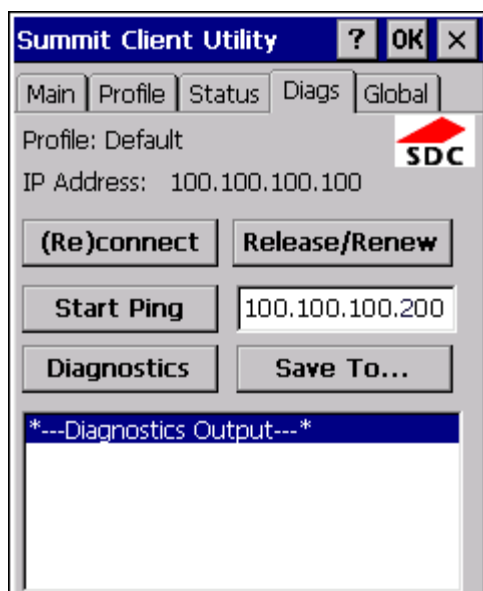 Summit Client Utility ? OK ×
Main Profile Status Diags Global
Profile: Default
SDC
IP Address: 100.100.100.100
(Re)connect Release/Renew
Start Ping 100.100.100.200
Diagnostics Save To...
*---Diagnostics Output---*